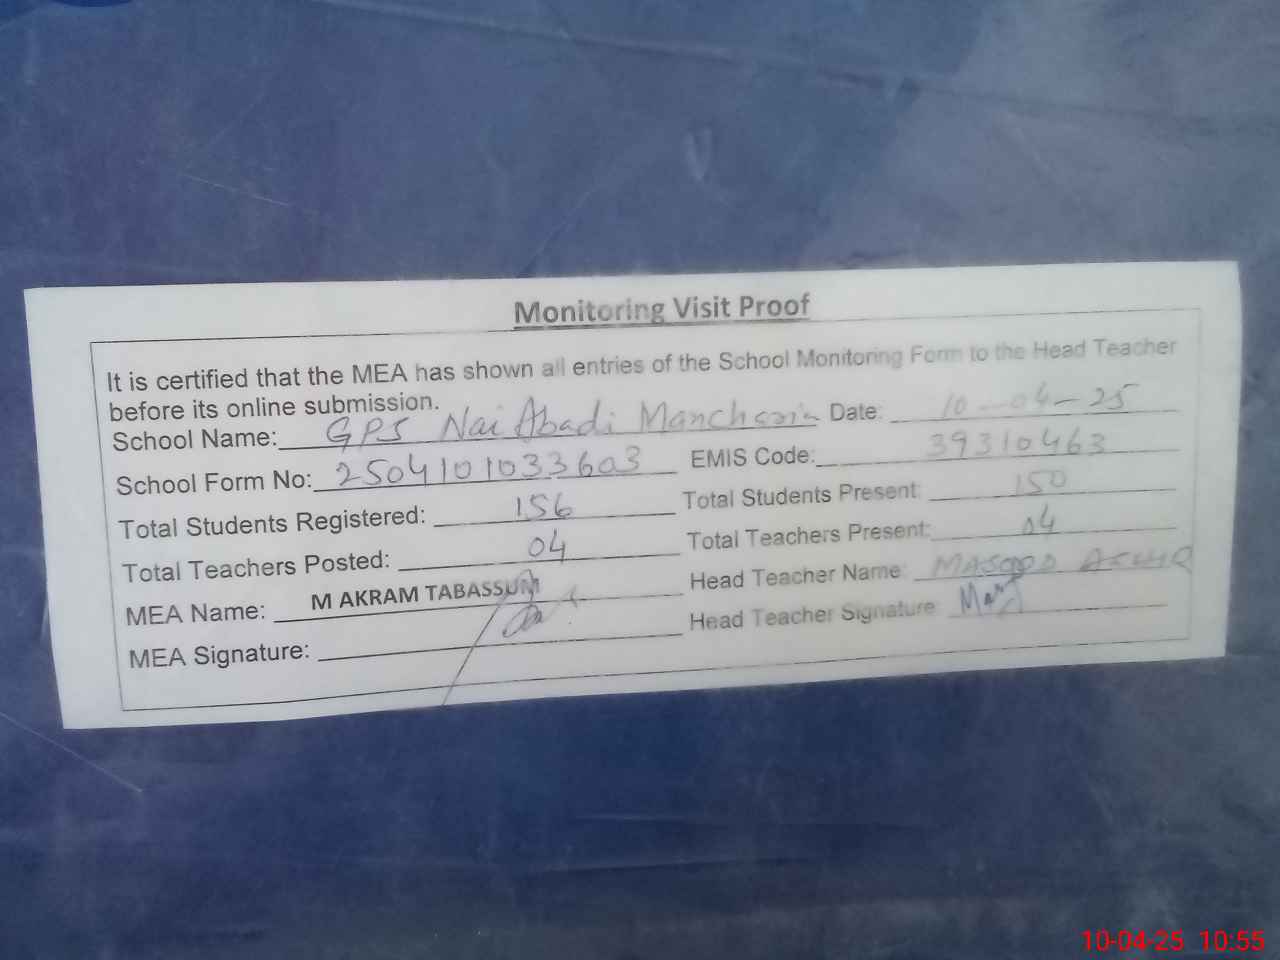 Monitoring Visit Proof
It is certified that the MEA has shown all entries of the School Monitoring Form to the Head Teacher
before its online submission.
School Name: GPS Nai Abadi Date: 10-04-25
School Form No: 2504101033603 EMIS Code: 39310463
Total Students Registered: 156 Total Students Present: 150
Total Teachers Posted: 04 Total Teachers Present: 04
MEA Name: M AKRAM TABASSUM Head Teacher Name: MASOOD
MEA Signature: Head Teacher Signature:
10-04-25 10:55